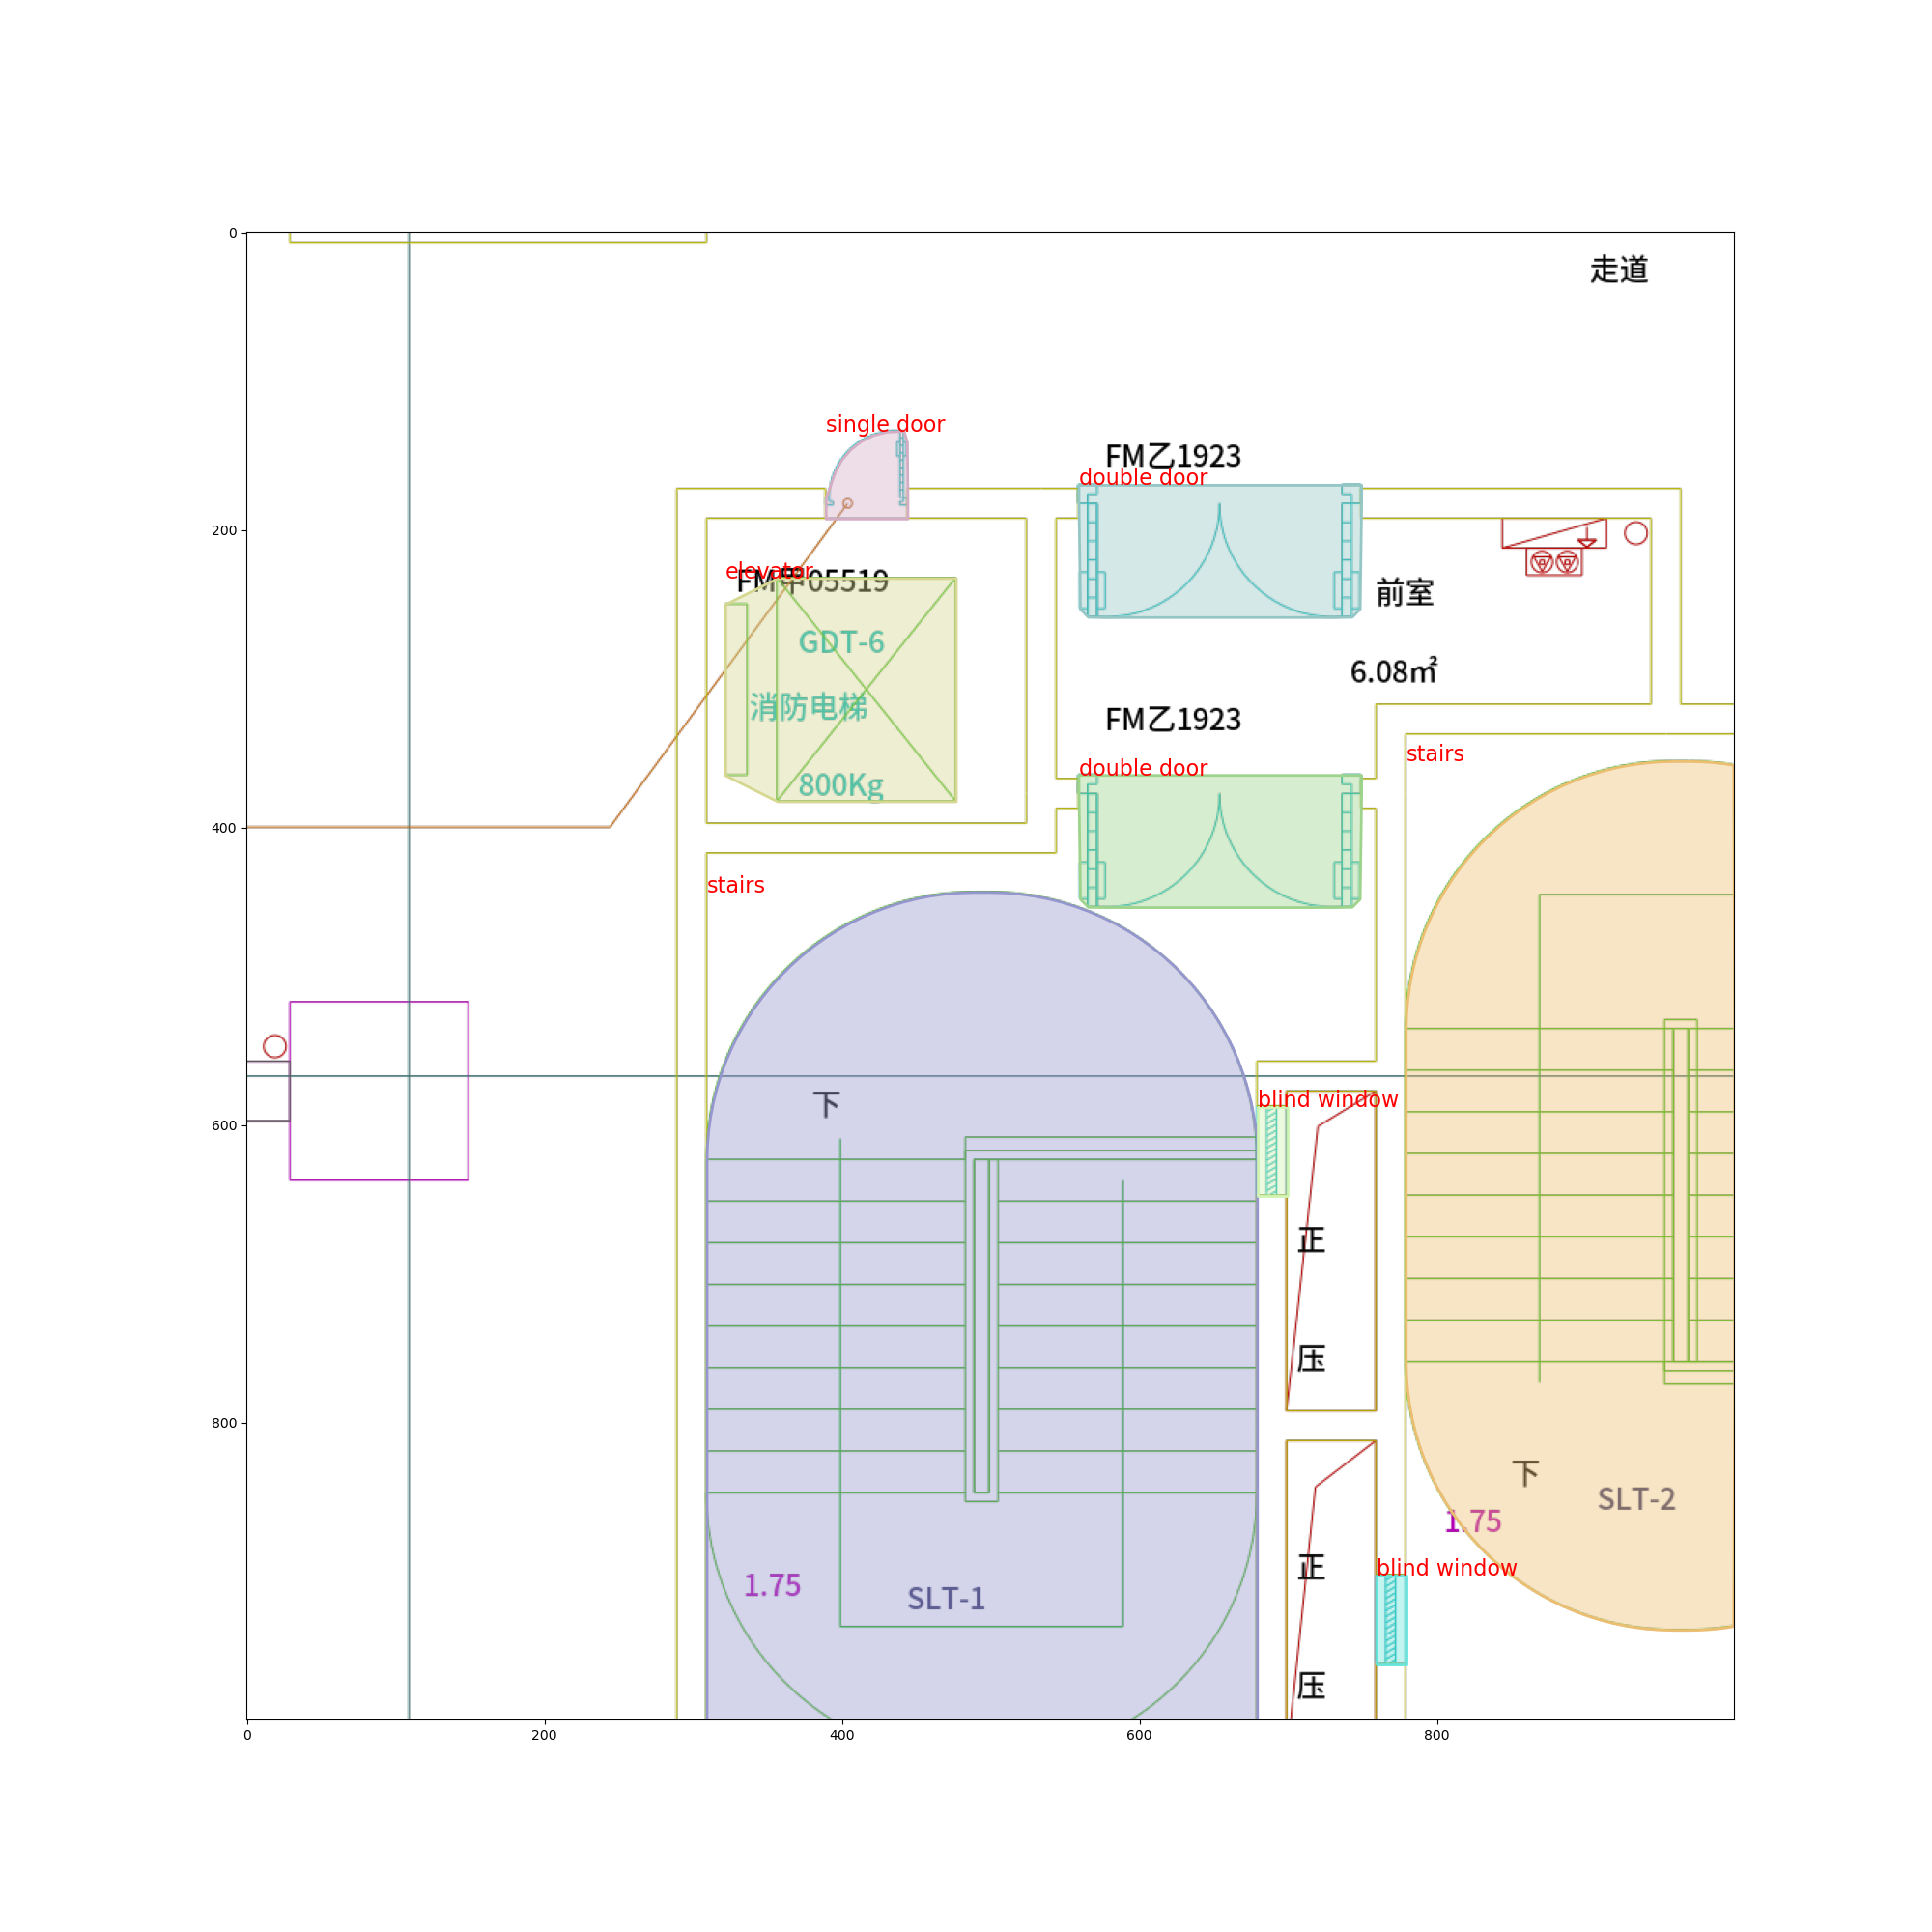 0
走道
single door
FM乙1923
double door
200
elevator
FM甲05519
前室
GDT-6
6.08㎡
消防电梯
FM乙1923
stairs
double door
800Kg
400
stairs
下
blind window
600
正
压
800
下
SLT-2
1.75
正
blind window
1.75
SLT-1
压
0
200
400
600
800